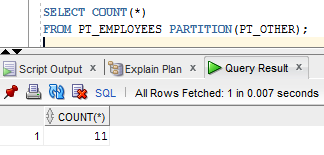 SELECT COUNT(*)
FROM PT_EMPLOYEES PARTITION(PT_OTHER);
Script Output x Explain Plan x Query Result x
SQL | All Rows Fetched: 1 in 0.007 seconds
COUNT(*)
1 11